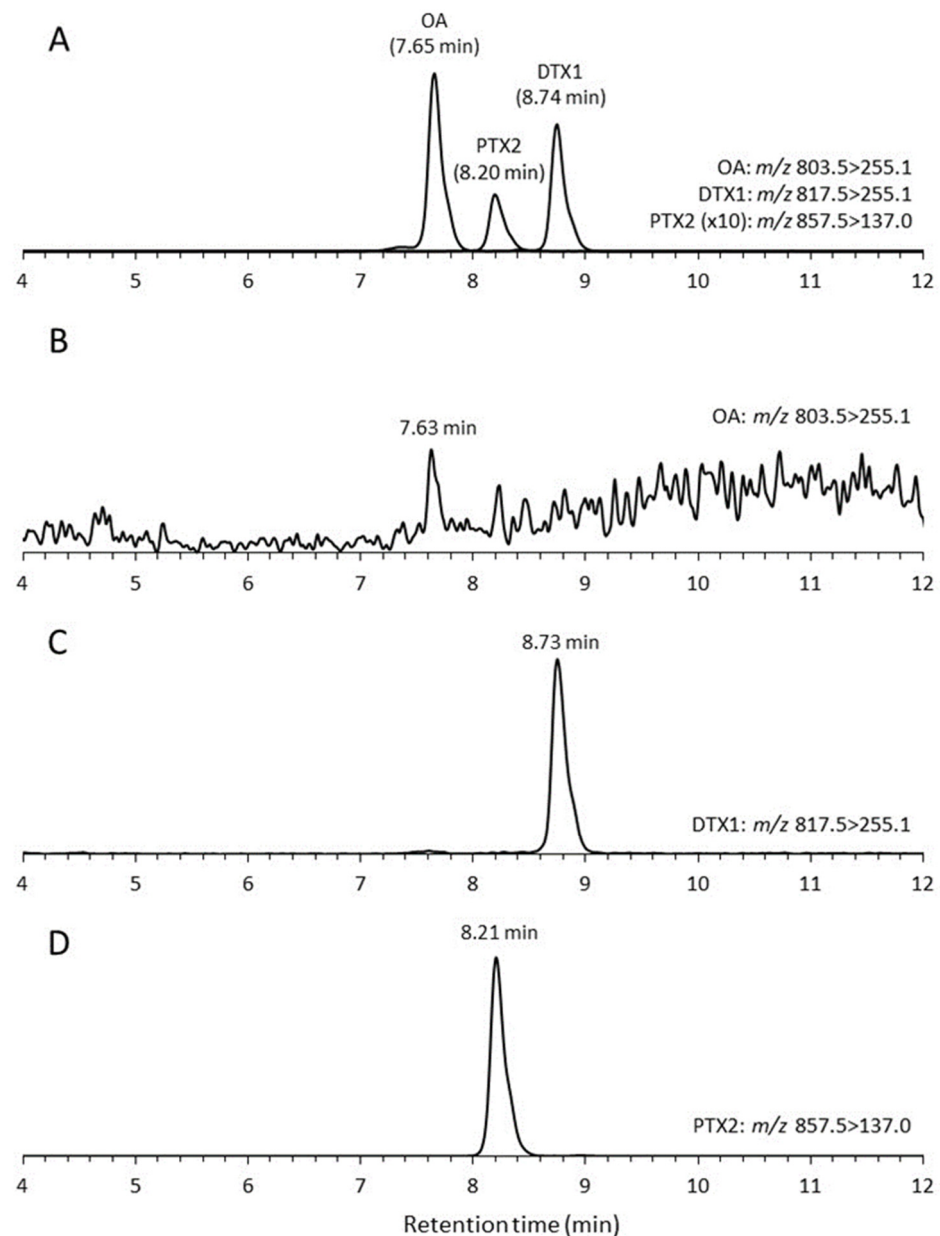 A
OA
(7.65 min)
PTX2
(8.20 min)
DTX1
(8.74 min)
OA: m/z 803.5>255.1
DTX1: m/z 817.5>255.1
PTX2 (x10): m/z 857.5>137.0
4 5 6 7 8 9 10 11 12
B
7.63 min
OA: m/z 803.5>255.1
4 5 6 7 8 9 10 11 12
C
8.73 min
DTX1: m/z 817.5>255.1
4 5 6 7 8 9 10 11 12
D
8.21 min
PTX2: m/z 857.5>137.0
4 5 6 7 8 9 10 11 12
Retention time (min)